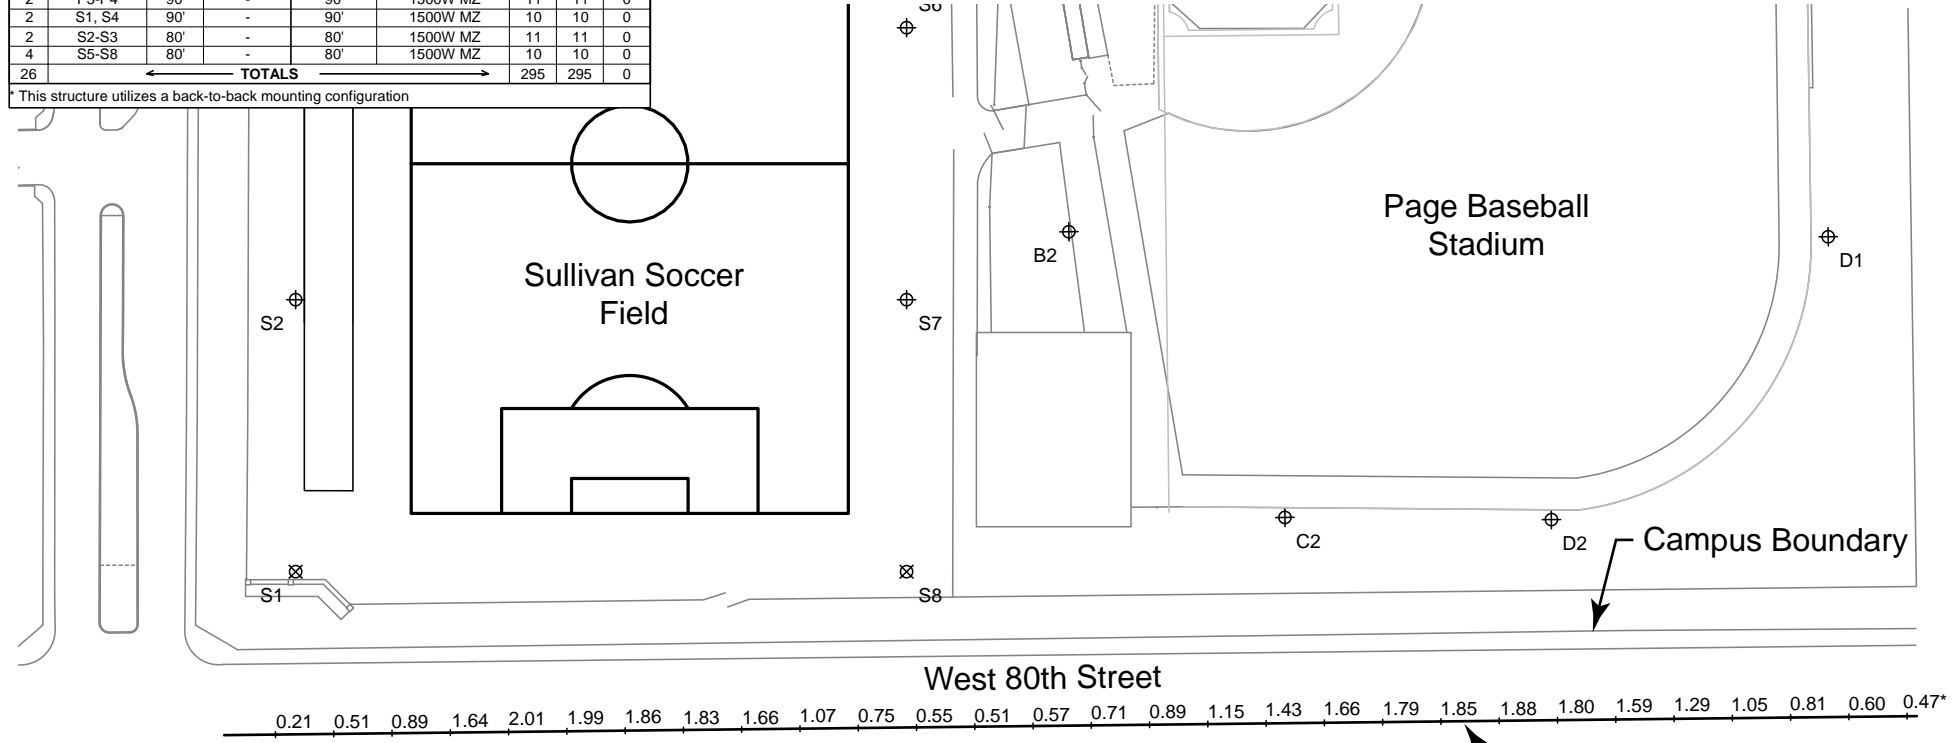 2 S1, S4 90' - 90' 1500W MZ 10 10 0
2 S2-S3 80' - 80' 1500W MZ 11 11 0
4 S5-S8 80' - 80' 1500W MZ 10 10 0
26 TOTALS 295 295 0
* This structure utilizes a back-to-back mounting configuration
Page Baseball
Stadium
B2
D1
Sullivan Soccer
Field
S2
S7
C2
D2
Campus Boundary
S1
S8
West 80th Street
0.21 0.51 0.89 1.64 2.01 1.99 1.86 1.83 1.66 1.07 0.75 0.55 0.51 0.57 0.71 0.89 1.15 1.43 1.66 1.79 1.85 1.88 1.80 1.59 1.29 1.05 0.81 0.60 0.47*